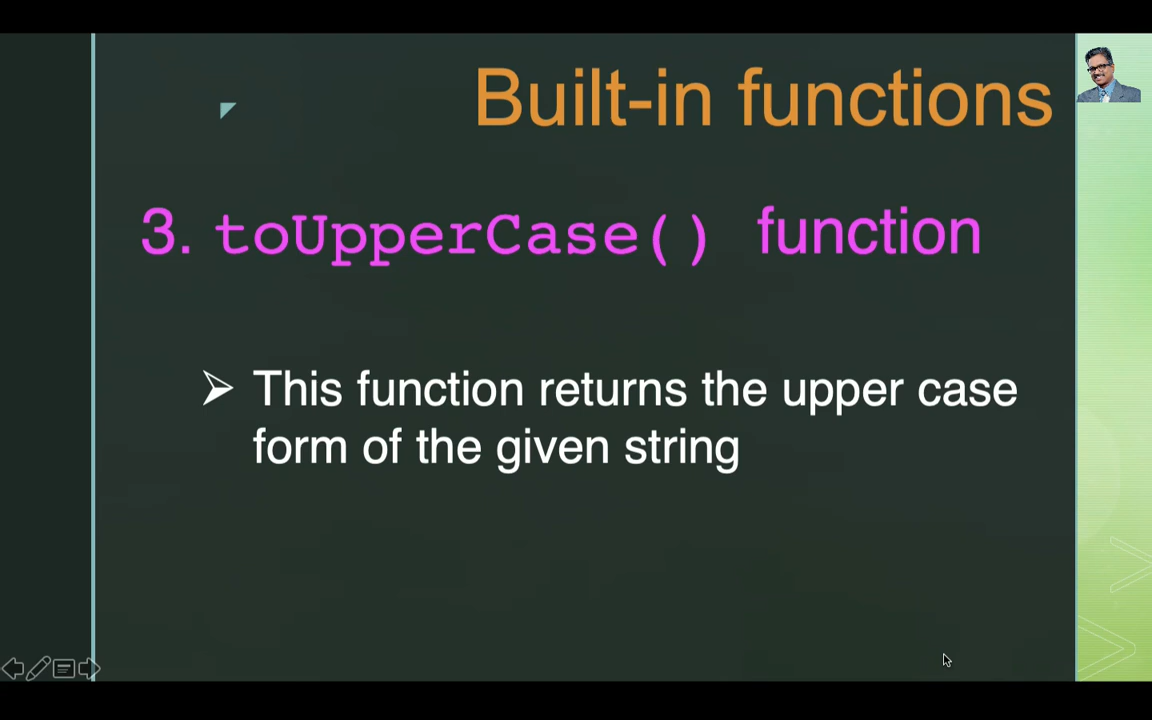 Built-in functions
3. toUpperCase() function
➢ This function returns the upper case
form of the given string